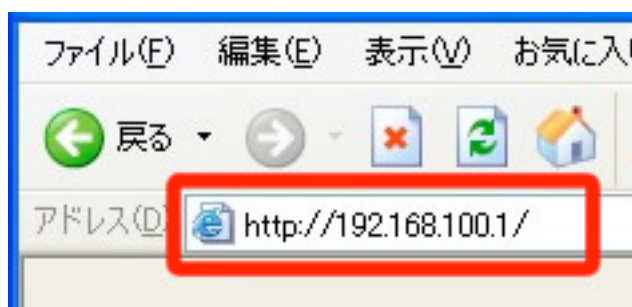 ファイル(F) 編集(E) 表示(V) お気に入
戻る
アドレス(D) http://192.168.100.1/